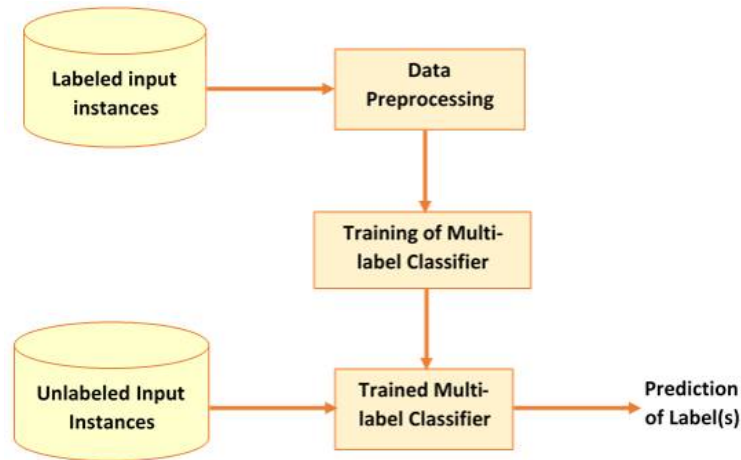 Labeled input
instances
Data
Preprocessing
Training of Multi-
label Classifier
Unlabeled Input
Instances
Trained Multi-
label Classifier
Prediction
of Label(s)